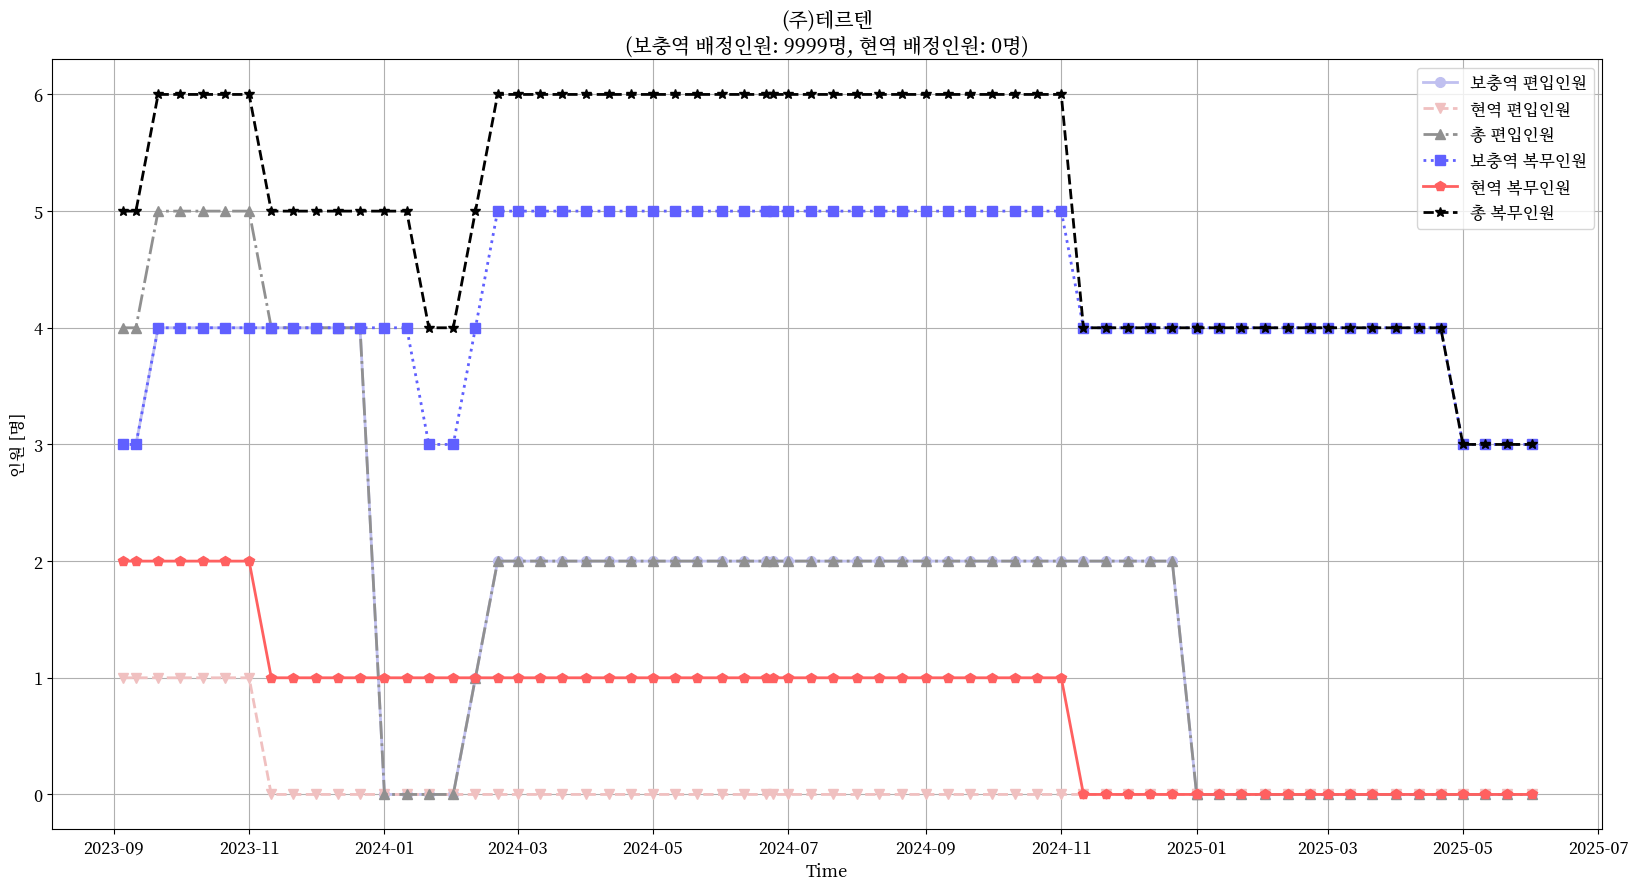 (주)테르텐
(보충역 배정인원: 9999명, 현역 배정인원: 0명)
보충역 편입인원
현역 편입인원
총 편입인원
보충역 복무인원
현역 복무인원
총 복무인원
인원 [명]
6
5
4
3
2
1
0
2023-09
2023-11
2024-01
2024-03
2024-05
2024-07
2024-09
2024-11
2025-01
2025-03
2025-05
2025-07
Time